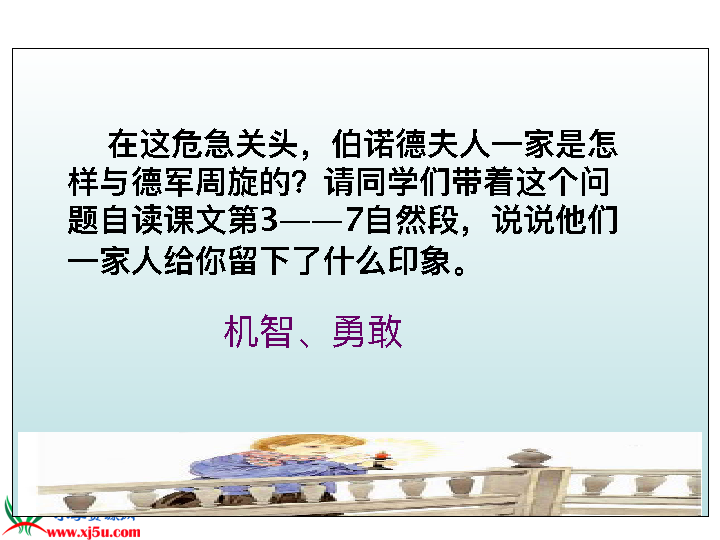 在这危急关头，伯诺德夫人一家是怎
样与德军周旋的？请同学们带着这个问
题自读课文第3——7自然段，说说他们
一家人给你留下了什么印象。
机智、勇敢
www.xj5u.com